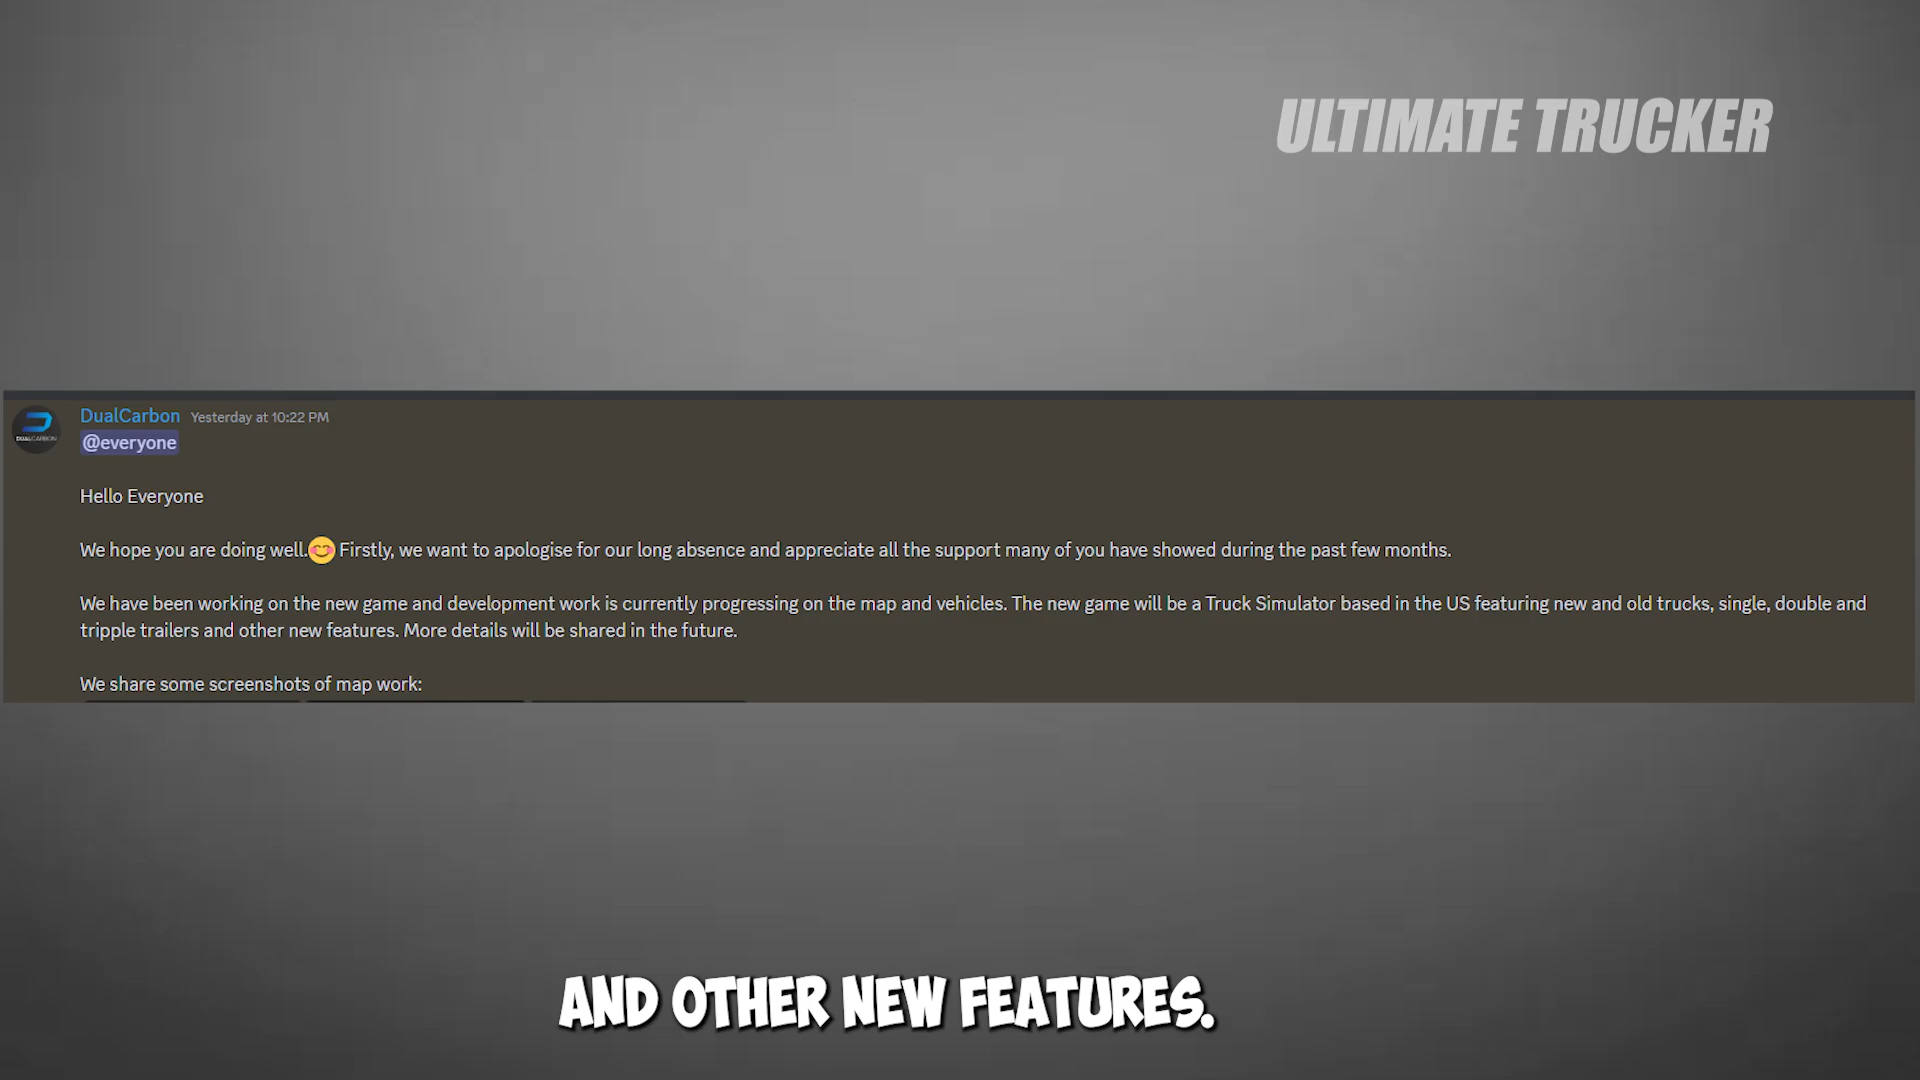 ULTIMATE TRUCKER
DualCarbon Yesterday at 10:22 PM
DUALCARBON
@everyone
Hello Everyone
We hope you are doing well.😊 Firstly, we want to apologise for our long absence and appreciate all the support many of you have showed during the past few months.
We have been working on the new game and development work is currently progressing on the map and vehicles. The new game will be a Truck Simulator based in the US featuring new and old trucks, single, double and
tripple trailers and other new features. More details will be shared in the future.
We share some screenshots of map work:
AND OTHER NEW FEATURES.